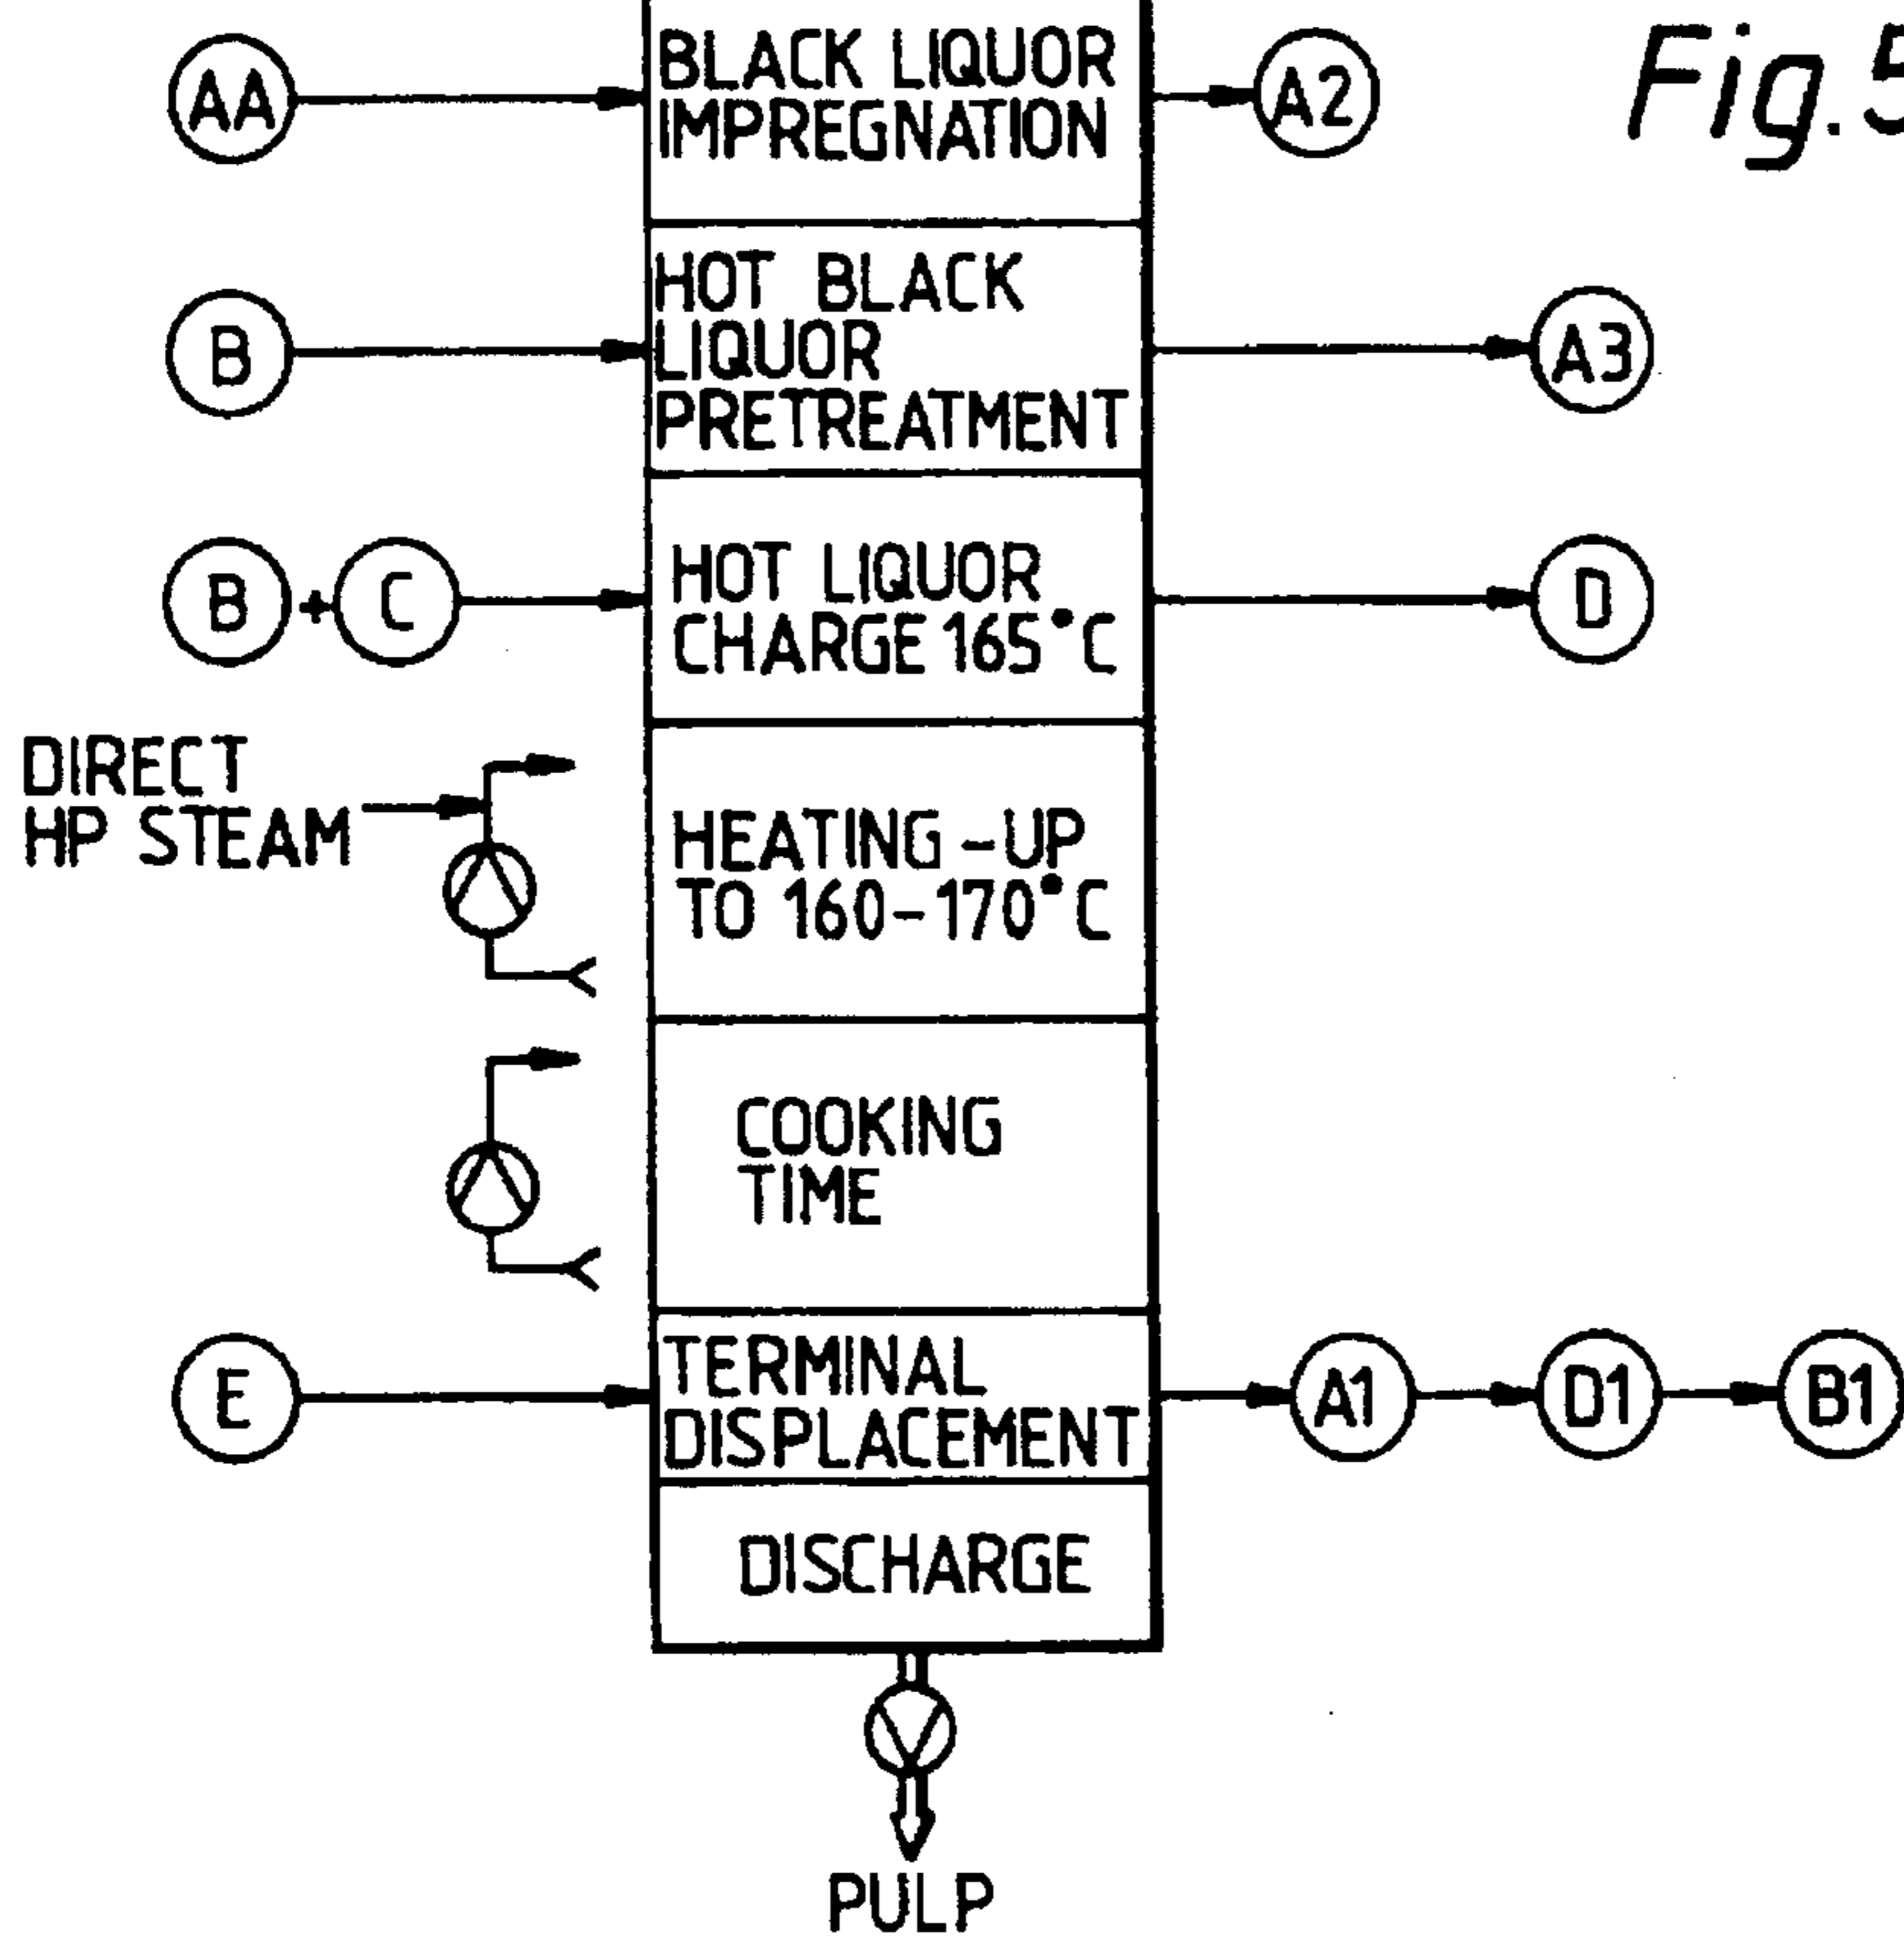 Fig.5
AA
BLACK LIQUOR
IMPREGNATION
A2
B
HOT BLACK
LIQUOR
PRETREATMENT
A3
B + C
HOT LIQUOR
CHARGE 165°C
D
DIRECT
HP STEAM
HEATING-UP
TO 160-170°C
COOKING
TIME
E
TERMINAL
DISPLACEMENT
A1
D1
B1
DISCHARGE
PULP